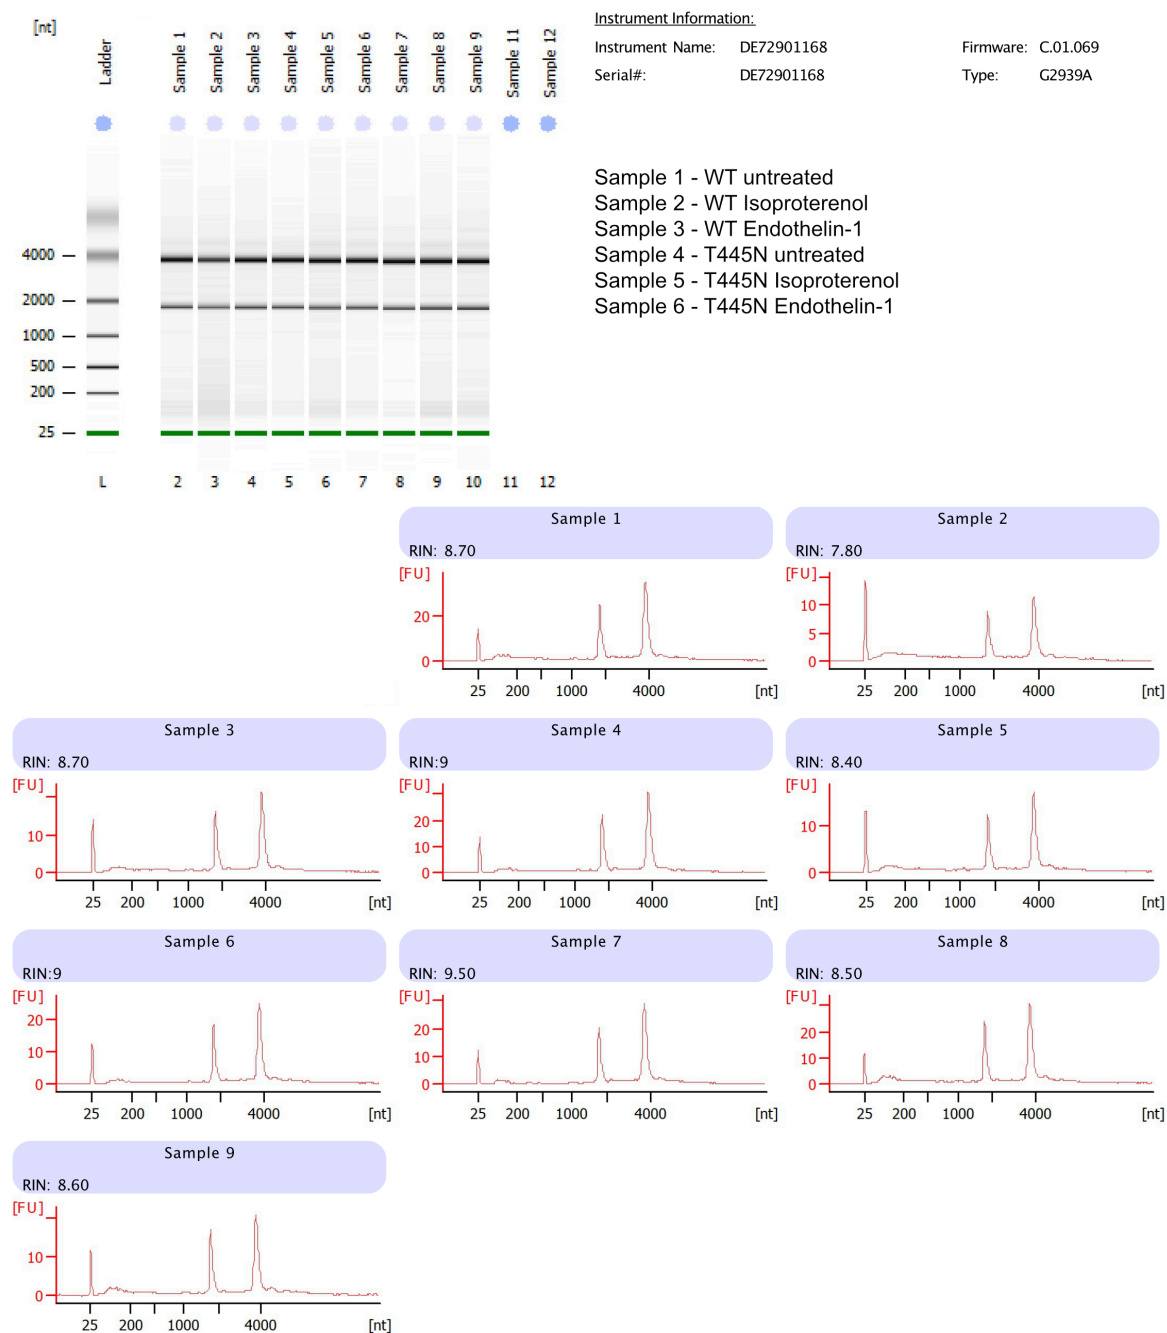 [nt]
Ladder
Sample 1
Sample 2
Sample 3
Sample 4
Sample 5
Sample 6
Sample 7
Sample 8
Sample 9
Sample 11
Sample 12
4000
2000
1000
500
200
25
L 2 3 4 5 6 7 8 9 10 11 12
Instrument Information:
Instrument Name: DE72901168 Firmware: C.01.069
Serial#: DE72901168 Type: G2939A
Sample 1 - WT untreated
Sample 2 - WT Isoproterenol
Sample 3 - WT Endothelin-1
Sample 4 - T445N untreated
Sample 5 - T445N Isoproterenol
Sample 6 - T445N Endothelin-1
Sample 1
RIN: 8.70
[FU]
20
0
25 200 1000 4000 [nt]
Sample 2
RIN: 7.80
[FU]
10
5
0
25 200 1000 4000 [nt]
Sample 3
RIN: 8.70
[FU]
10
0
25 200 1000 4000 [nt]
Sample 4
RIN:9
[FU]
20
10
0
25 200 1000 4000 [nt]
Sample 5
RIN: 8.40
[FU]
10
0
25 200 1000 4000 [nt]
Sample 6
RIN:9
[FU]
20
10
0
25 200 1000 4000 [nt]
Sample 7
RIN: 9.50
[FU]
20
10
0
25 200 1000 4000 [nt]
Sample 8
RIN: 8.50
[FU]
20
10
0
25 200 1000 4000 [nt]
Sample 9
RIN: 8.60
[FU]
10
0
25 200 1000 4000 [nt]